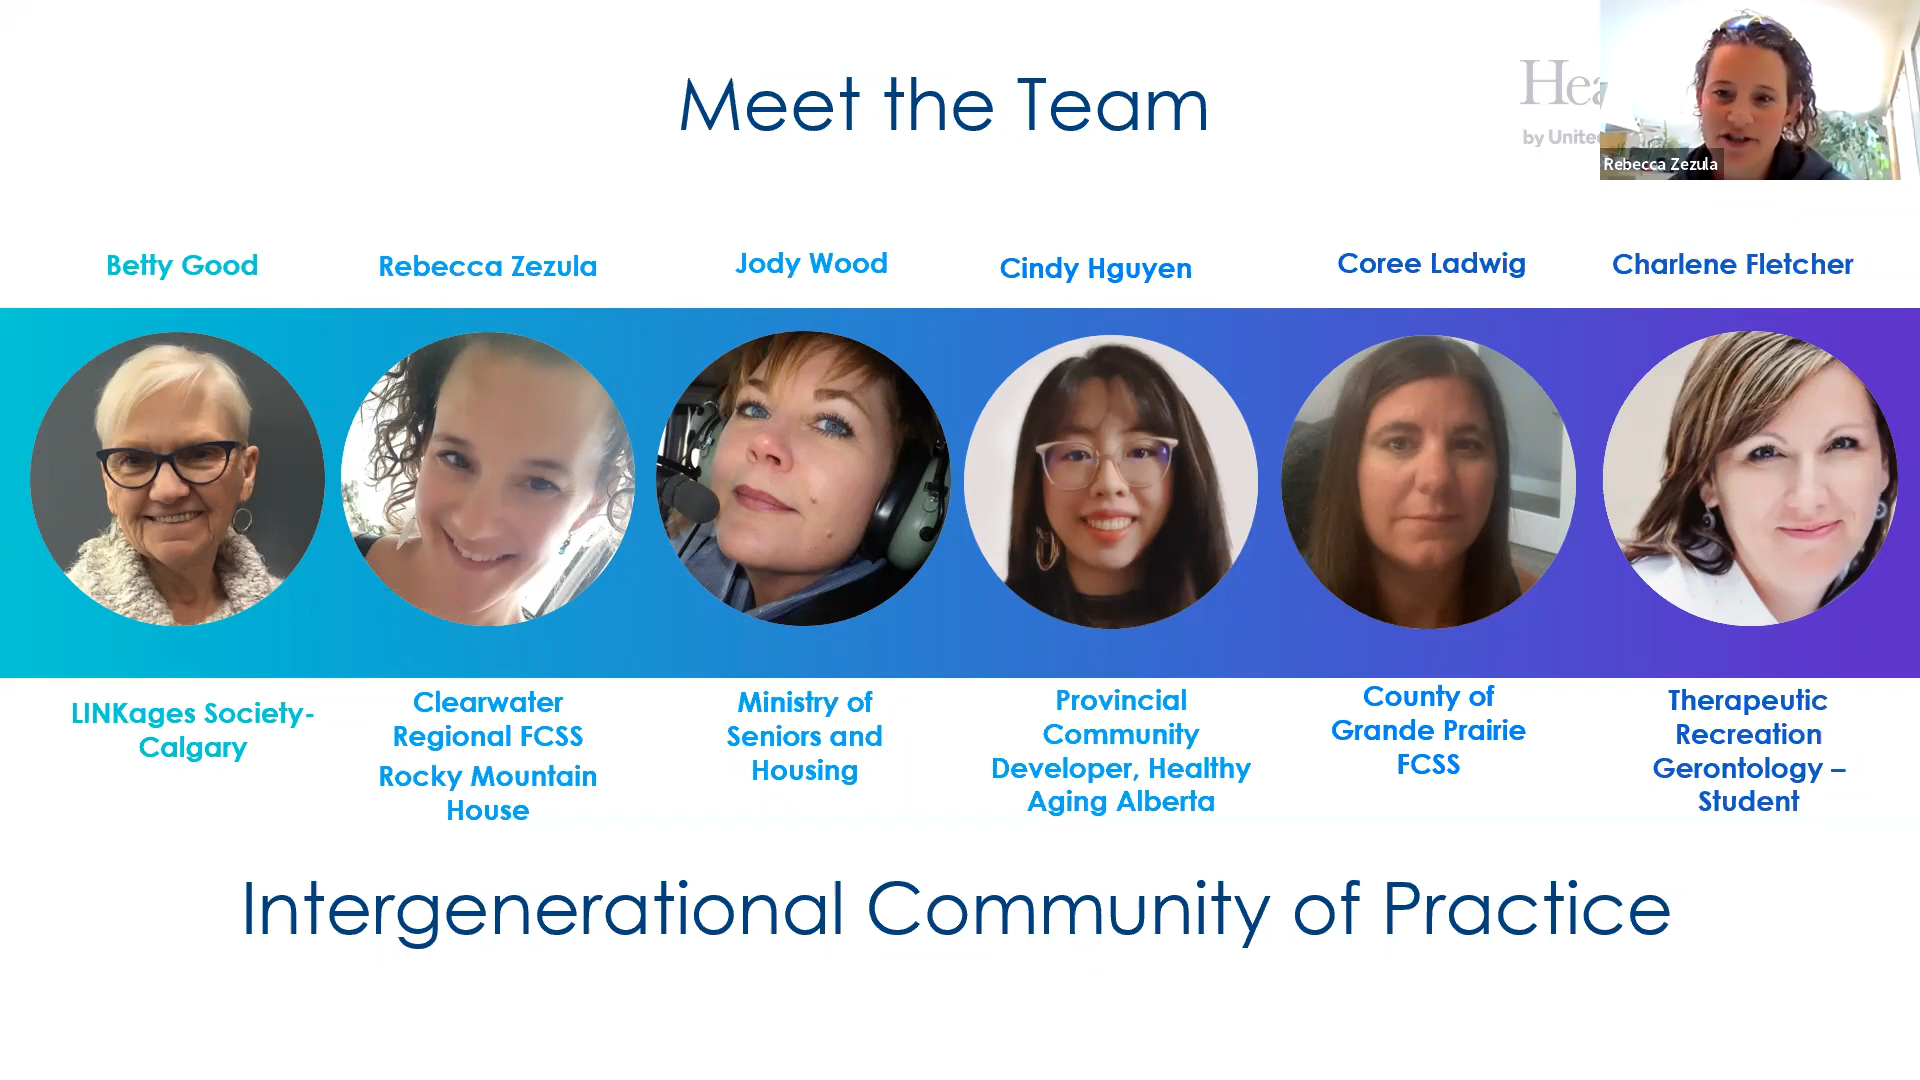 Meet the Team
by
Rebecca Zezula
Betty Good
Rebecca Zezula
Jody Wood
Cindy Hguyen
Coree Ladwig
Charlene Fletcher
LINKages Society-
Calgary
Clearwater
Regional FCSS
Rocky Mountain
House
Ministry of
Seniors and
Housing
Provincial
Community
Developer, Healthy
Aging Alberta
County of
Grande Prairie
FCSS
Therapeutic
Recreation
Gerontology –
Student
Intergenerational Community of Practice